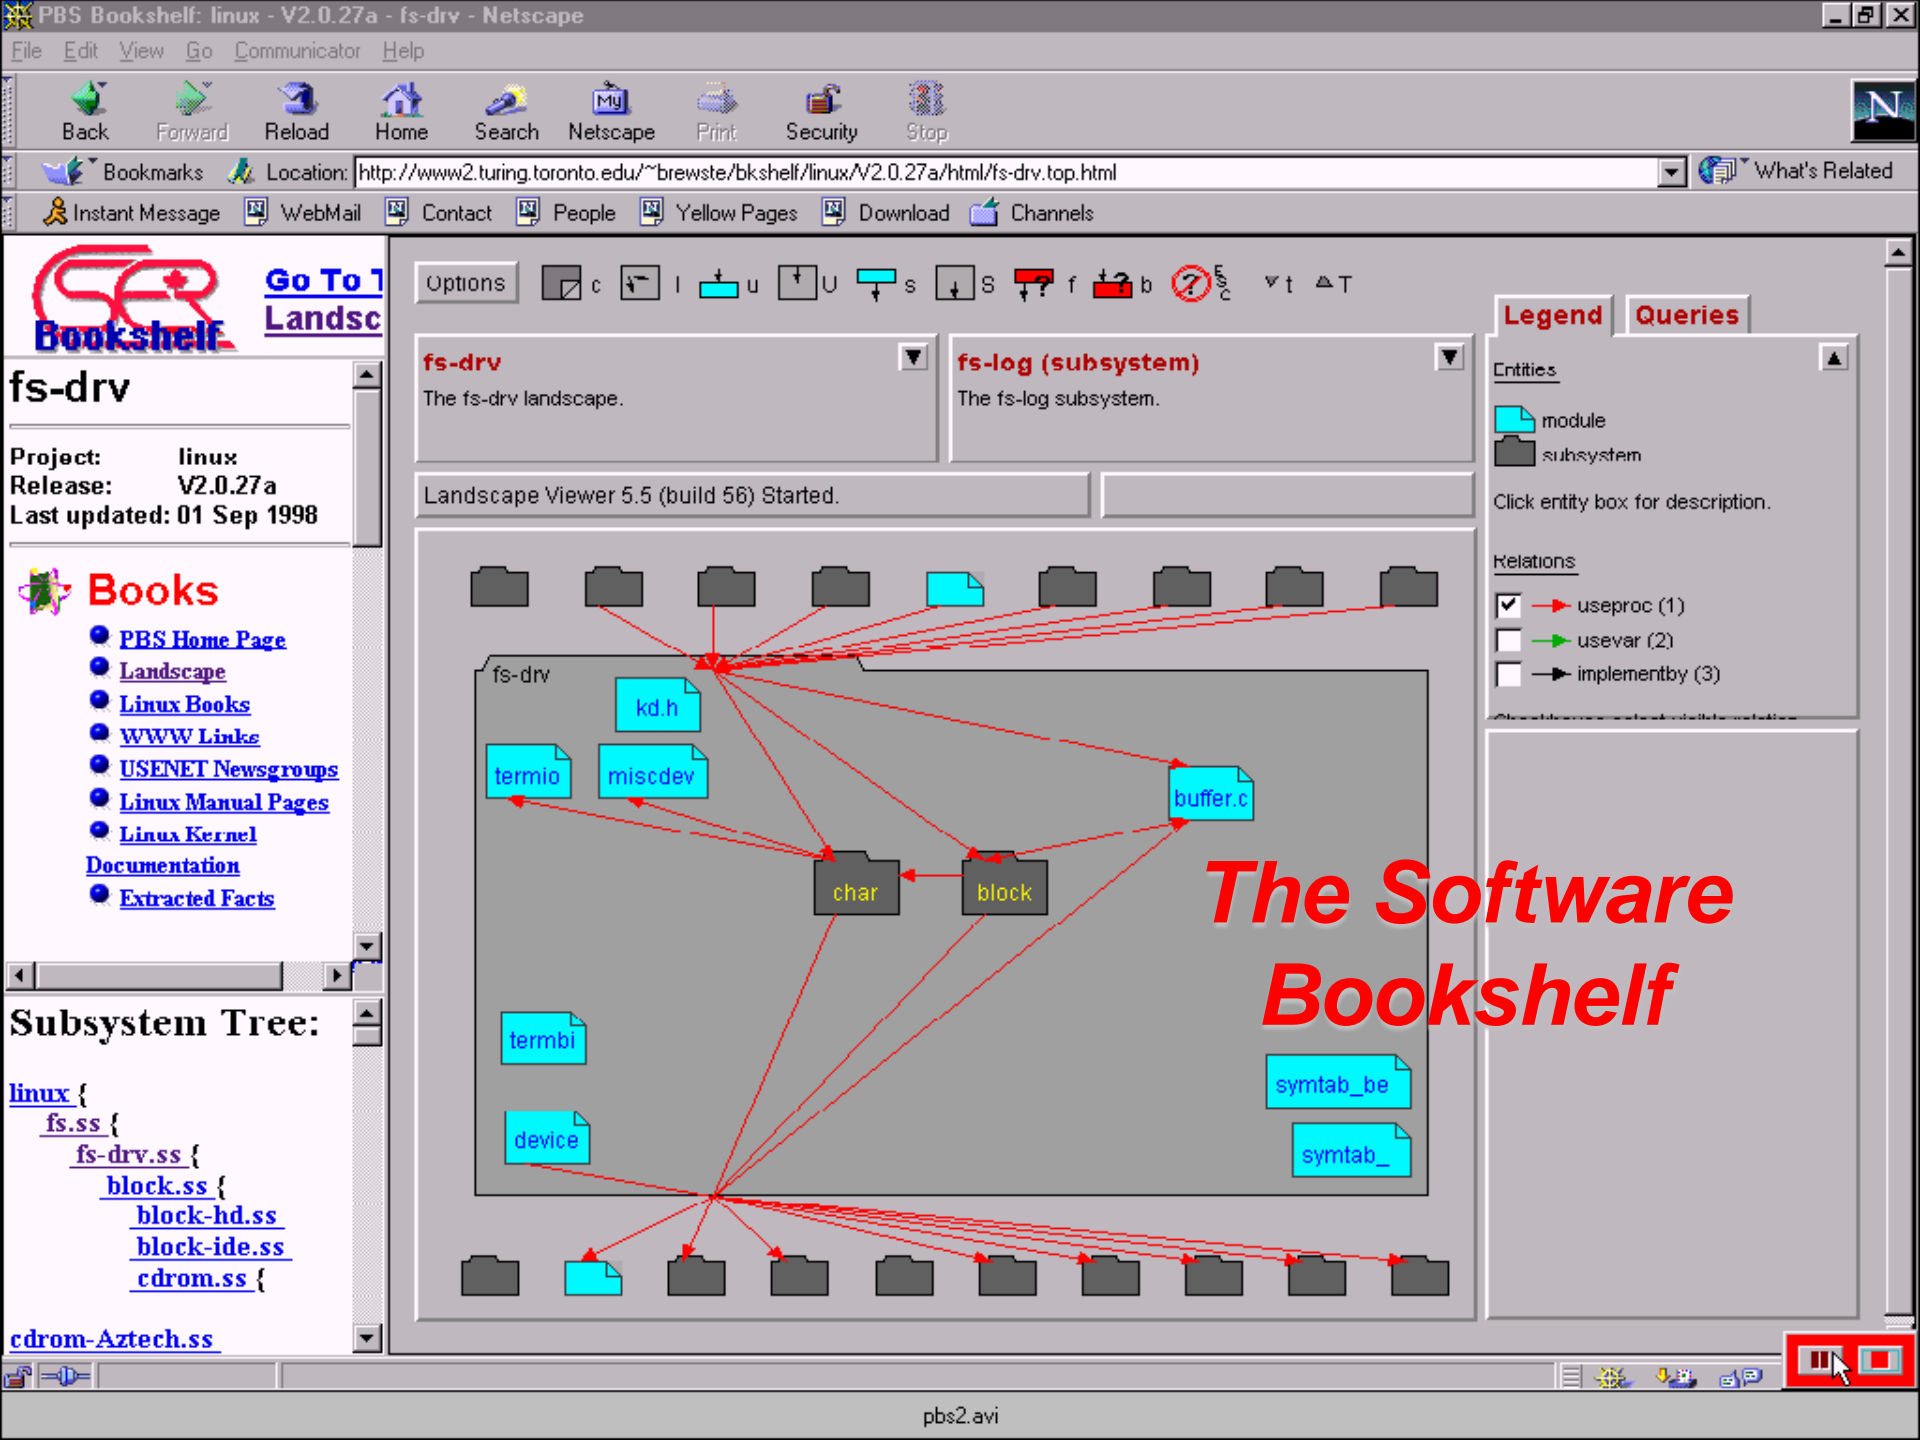 PBS Bookshelf: linux - V2.0.27a - fs-drv - Netscape
File Edit View Go Communicator Help
Back Forward Reload Home Search Netscape Print Security Stop
My
N
Bookmarks Location: http://www2.turing.toronto.edu/~brewste/bkshelf/linux/V2.0.27a/html/fs-drv.top.html What's Related
Instant Message WebMail Contact People Yellow Pages Download Channels
Bookshelf
Go To T
Landsc
fs-drv
Project: linux
Release: V2.0.27a
Last updated: 01 Sep 1998
Books
PBS Home Page
Landscape
Linux Books
WWW Links
USENET Newsgroups
Linux Manual Pages
Linux Kernel
Documentation
Extracted Facts
Subsystem Tree:
linux {
fs.ss {
fs-drv.ss {
block.ss {
block-hd.ss
block-ide.ss
cdrom.ss {
cdrom-Aztech.ss
Options c l u U s S f b ESC t T
fs-drv
The fs-drv landscape.
fs-log (subsystem)
The fs-log subsystem.
Landscape Viewer 5.5 (build 56) Started.
Legend Queries
Entities
module
subsystem
Click entity box for description.
Relations
useproc (1)
usevar (2)
implementby (3)
fs-drv
kd.h
termio
miscdev
buffer.c
char
block
termbi
device
symtab_be
symtab_
The Software
Bookshelf
pbs2.avi